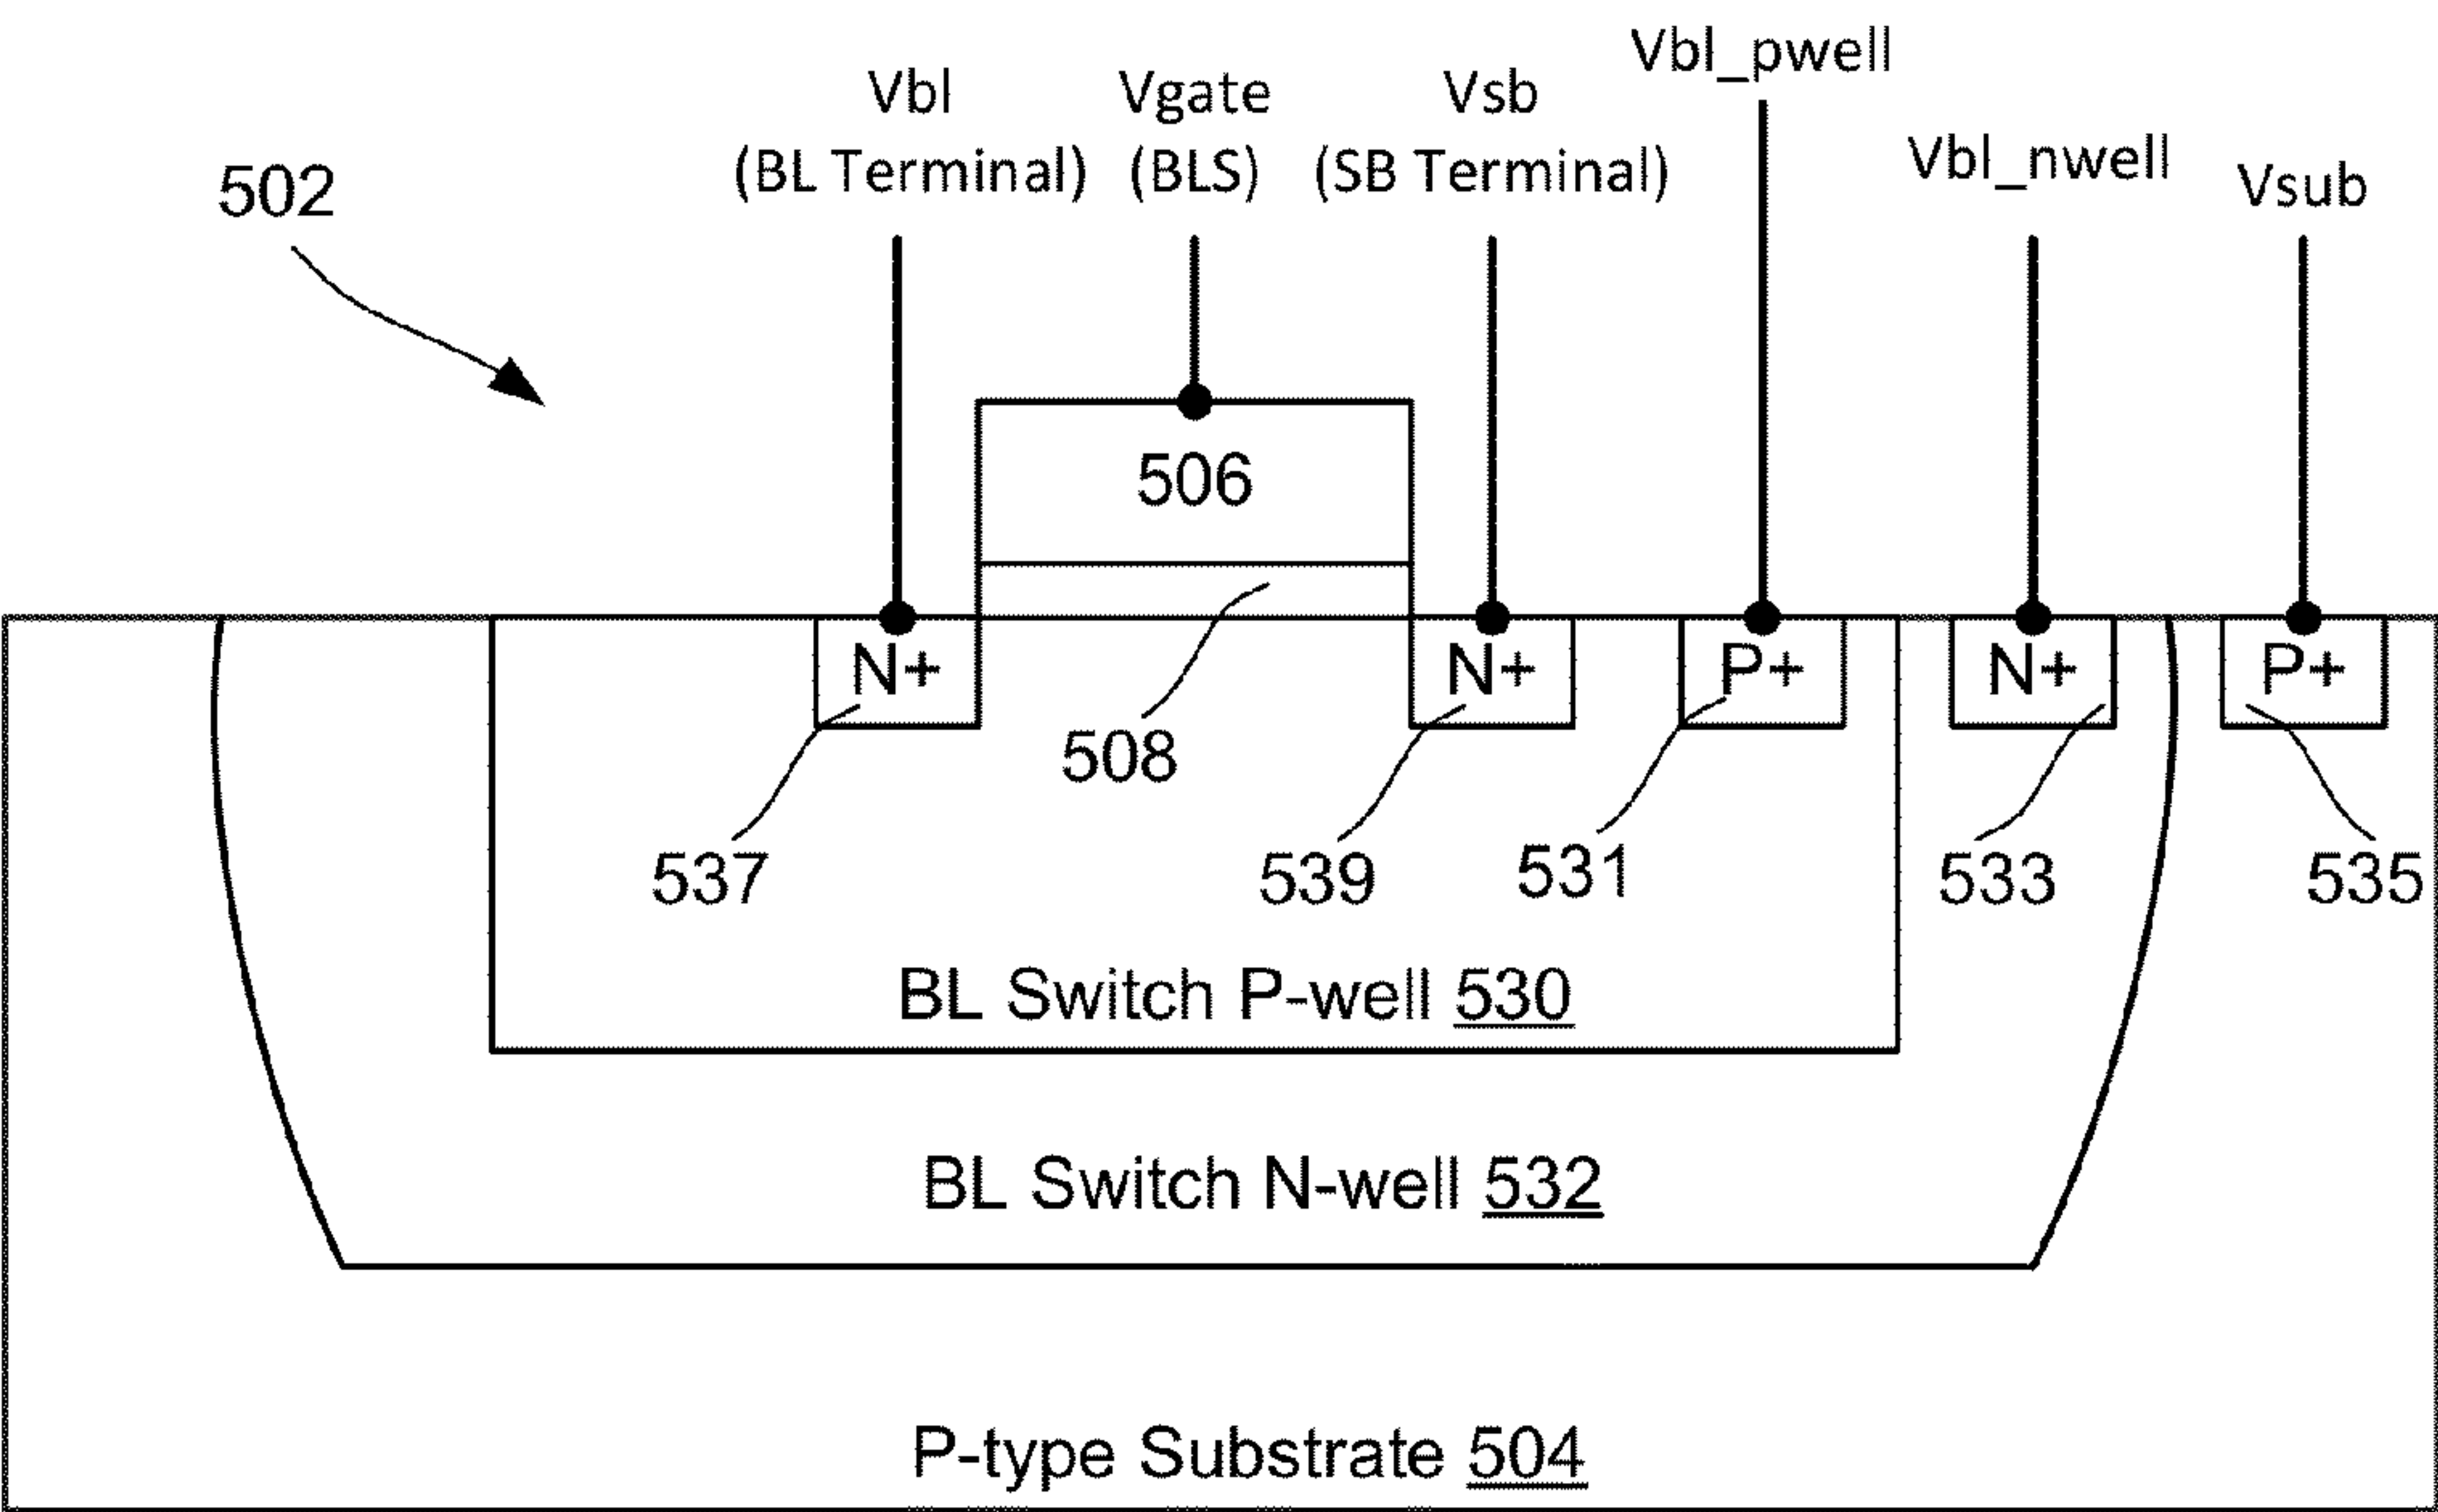 Vbl_pwell
Vbl
Vgate
Vsb
(BL Terminal)
(BLS)
(SB Terminal)
Vbl_nwell
Vsub
502
506
N+
N+
P+
N+
P+
508
537
539
531
533
535
BL Switch P-well 530
BL Switch N-well 532
P-type Substrate 504